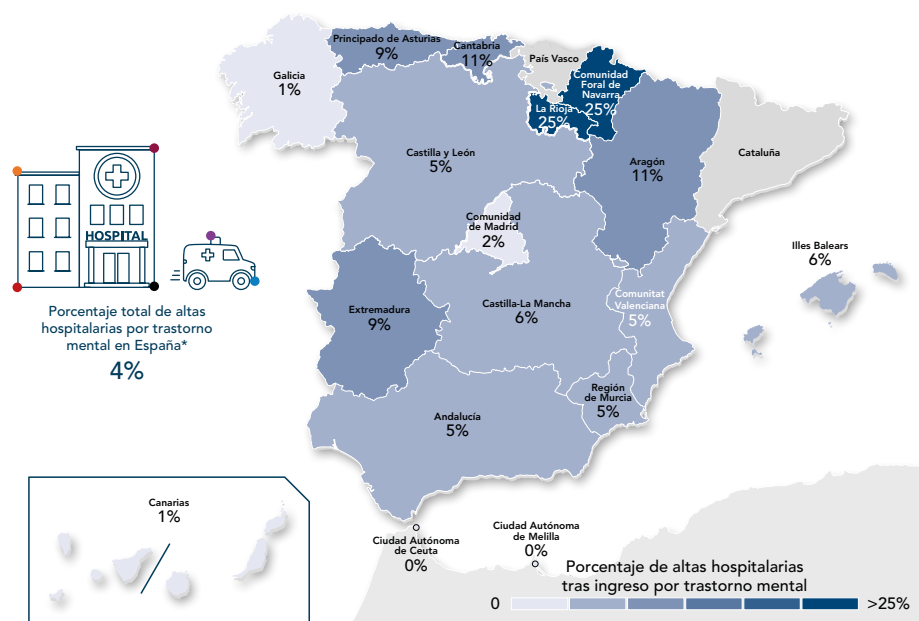 Principado de Asturias
9%
Cantabria
11%
País Vasco
Comunidad
Foral de
Navarra
25%
Galicia
1%
La Rioja
25%
Castilla y León
5%
Aragón
11%
Cataluña
HOSPITAL
Comunidad
de Madrid
2%
Illes Balears
6%
Porcentaje total de altas
hospitalarias por trastorno
mental en España*
4%
Extremadura
9%
Castilla-La Mancha
6%
Comunitat
Valenciana
5%
Región
de Murcia
5%
Andalucía
5%
Canarias
1%
Ciudad Autónoma
de Ceuta
0%
Ciudad Autónoma
de Melilla
0%
Porcentaje de altas hospitalarias
tras ingreso por trastorno mental
0 >25%